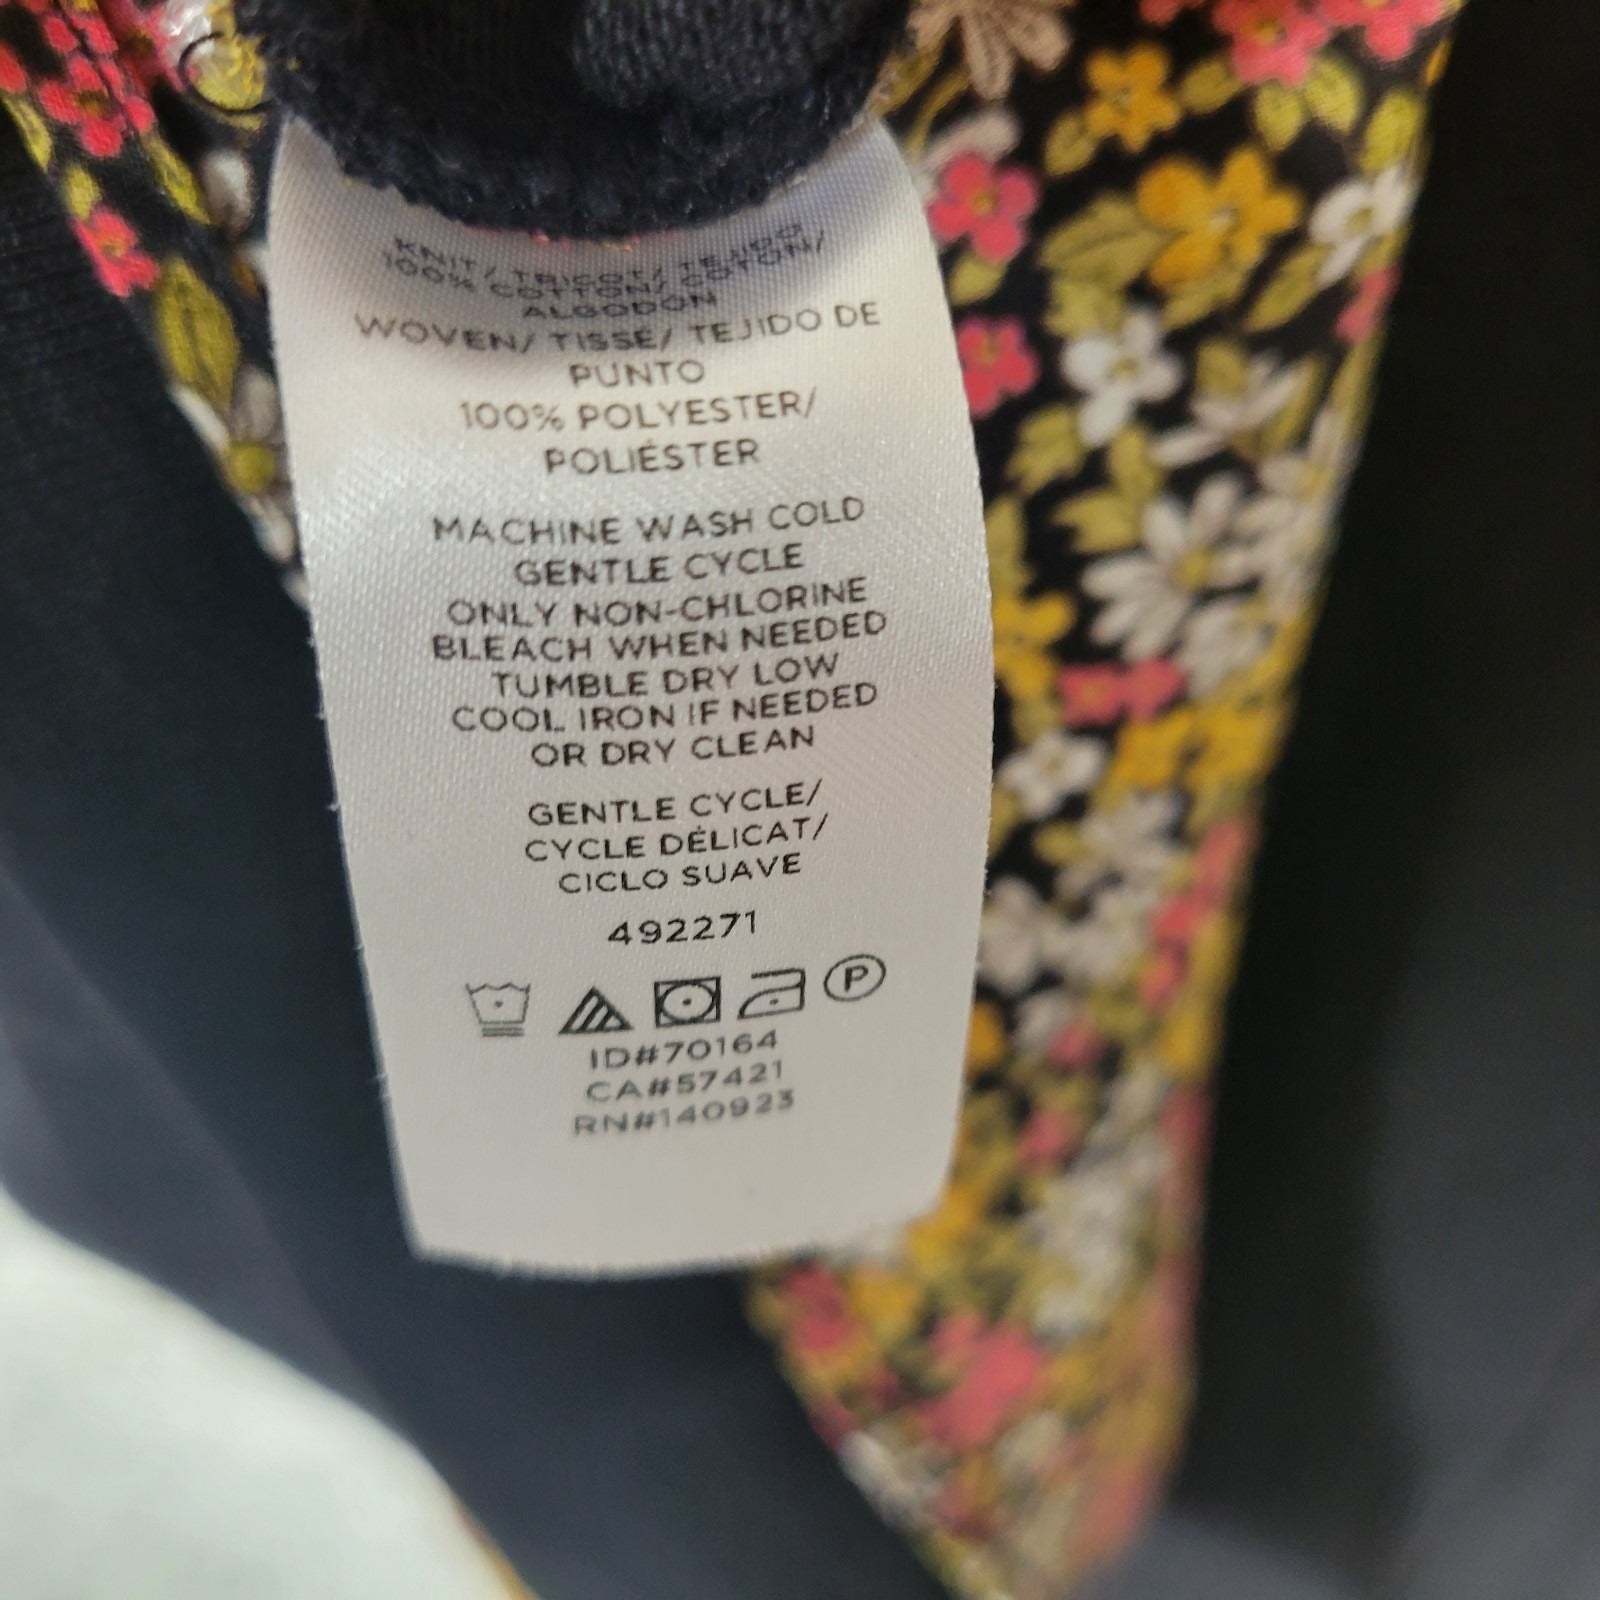 KNIT/ TRICOT/ TEJIDO
100% COTTON/ COTON/
ALGODÓN
WOVEN/ TISSÉ/ TEJIDO DE
PUNTO
100% POLYESTER/
POLIÉSTER
MACHINE WASH COLD
GENTLE CYCLE
ONLY NON-CHLORINE
BLEACH WHEN NEEDED
TUMBLE DRY LOW
COOL IRON IF NEEDED
OR DRY CLEAN
GENTLE CYCLE/
CYCLE DÉLICAT/
CICLO SUAVE
492271
P
ID#70164
CA#57421
RN#140923